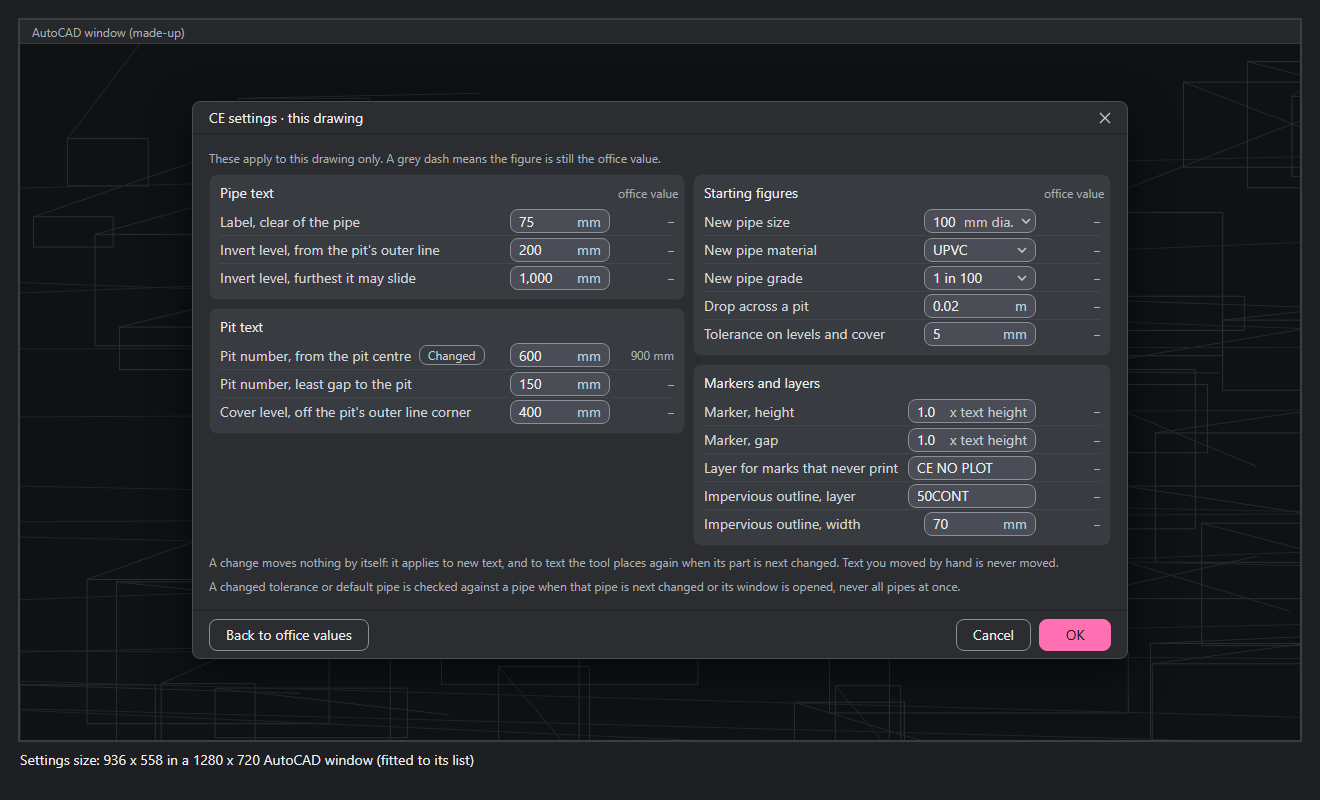 AutoCAD window (made-up)
CE settings · this drawing
These apply to this drawing only. A grey dash means the figure is still the office value.
Pipe text office value
Label, clear of the pipe 75 mm –
Invert level, from the pit's outer line 200 mm –
Invert level, furthest it may slide 1,000 mm –
Pit text
Pit number, from the pit centre Changed 600 mm 900 mm
Pit number, least gap to the pit 150 mm –
Cover level, off the pit's outer line corner 400 mm –
Starting figures office value
New pipe size 100 mm dia. –
New pipe material UPVC –
New pipe grade 1 in 100 –
Drop across a pit 0.02 m –
Tolerance on levels and cover 5 mm –
Markers and layers
Marker, height 1.0 x text height –
Marker, gap 1.0 x text height –
Layer for marks that never print CE NO PLOT –
Impervious outline, layer 50CONT –
Impervious outline, width 70 mm –
A change moves nothing by itself: it applies to new text, and to text the tool places again when its part is next changed. Text you moved by hand is never moved.
A changed tolerance or default pipe is checked against a pipe when that pipe is next changed or its window is opened, never all pipes at once.
Back to office values Cancel OK
Settings size: 936 x 558 in a 1280 x 720 AutoCAD window (fitted to its list)